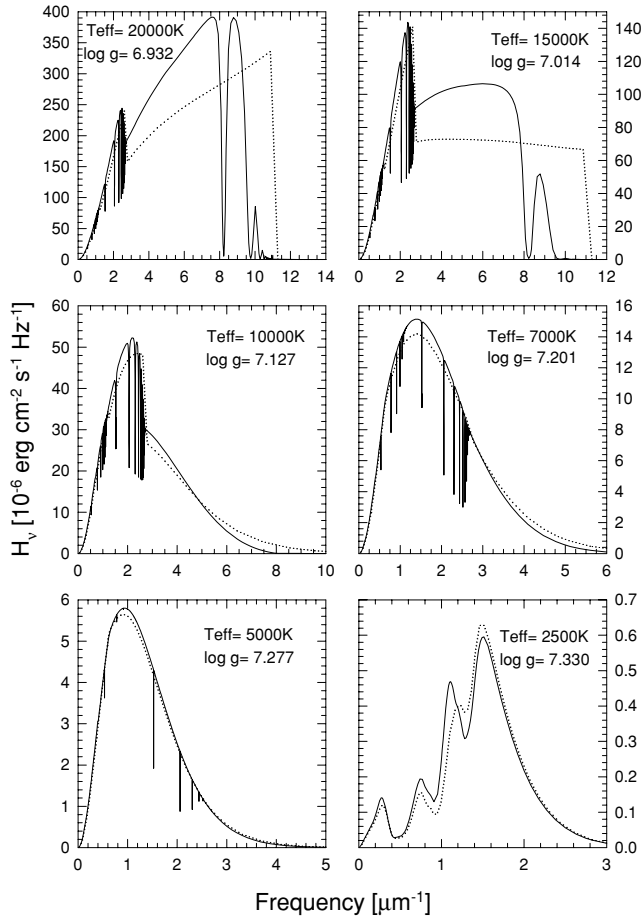 Teff= 20000K
log g= 6.932
400
350
300
250
200
150
100
50
0
0 2 4 6 8 10 12 14
Teff= 15000K
log g= 7.014
140
120
100
80
60
40
20
0
0 2 4 6 8 10 12 14
Teff= 10000K
log g= 7.127
60
50
40
30
20
10
0
0 2 4 6 8 10
Teff= 7000K
log g= 7.201
16
14
12
10
8
6
4
2
0
0 1 2 3 4 5 6
Teff= 5000K
log g= 7.277
6
5
4
3
2
1
0
0 1 2 3 4 5
Teff= 2500K
log g= 7.330
0.7
0.6
0.5
0.4
0.3
0.2
0.1
0.0
0 1 2 3
Hν [10⁻⁶ erg cm⁻² s⁻¹ Hz⁻¹]
Frequency [μm⁻¹]